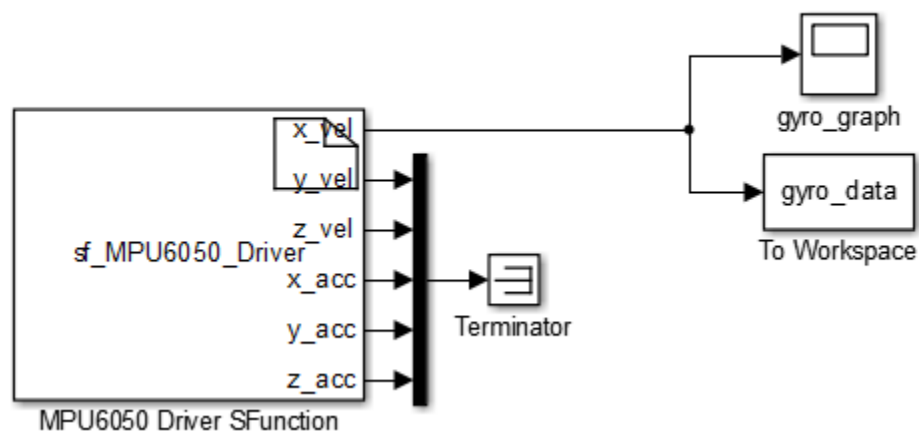 x_vel
y_vel
z_vel
sf_MPU6050_Driver
x_acc
y_acc
z_acc
MPU6050 Driver SFunction
Terminator
gyro_graph
gyro_data
To Workspace